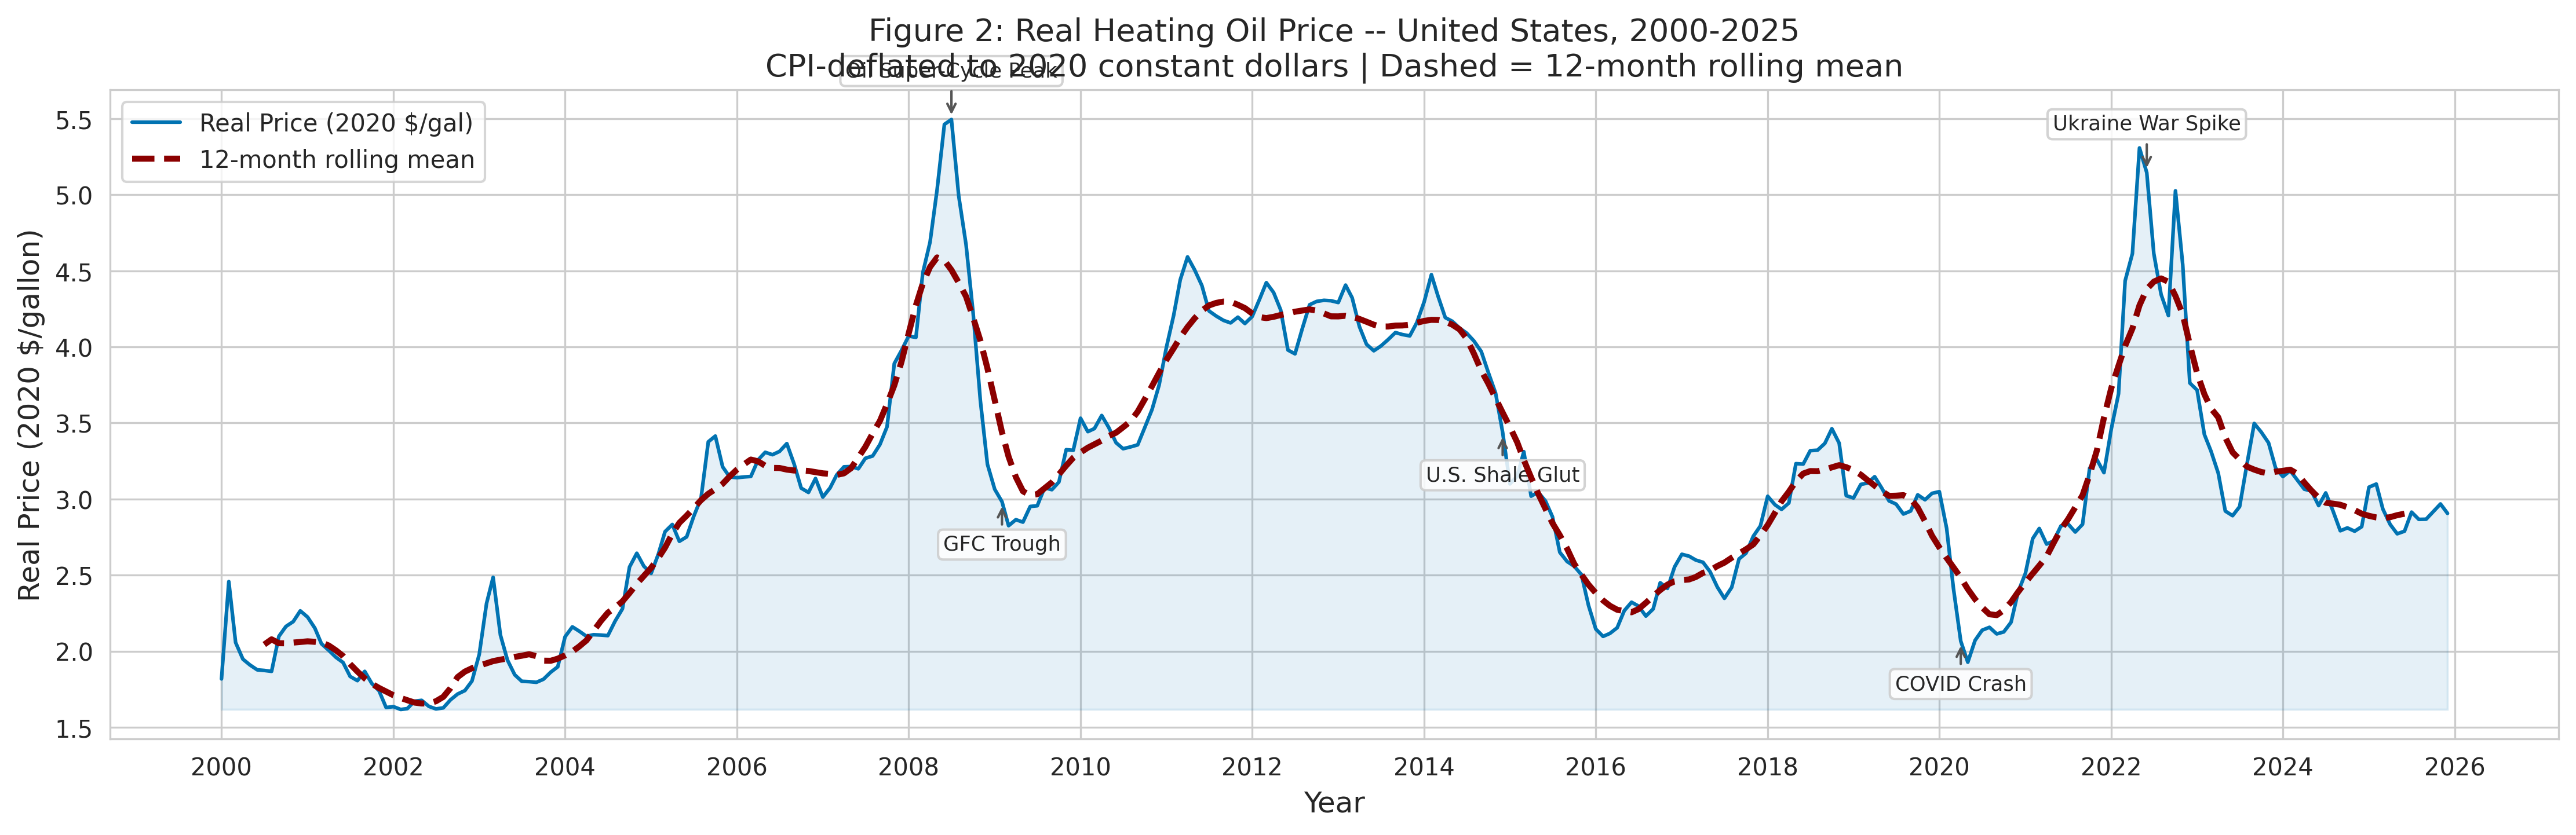 Figure 2: Real Heating Oil Price -- United States, 2000-2025
CPI-deflated to 2020 constant dollars | Dashed = 12-month rolling mean
Super-Cycle Peak
Real Price (2020 $/gal)
12-month rolling mean
Ukraine War Spike
U.S. Shale Glut
GFC Trough
COVID Crash
Real Price (2020 $/gallon)
5.5
5.0
4.5
4.0
3.5
3.0
2.5
2.0
1.5
2000 2002 2004 2006 2008 2010 2012 2014 2016 2018 2020 2022 2024 2026
Year